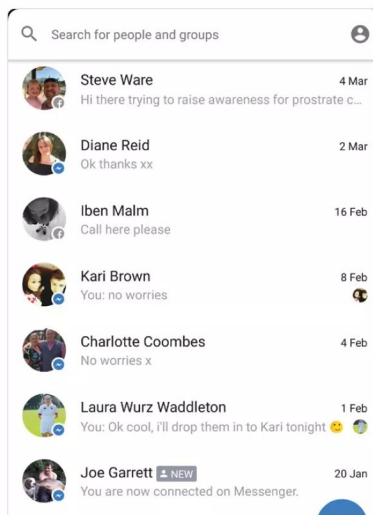 Search for people and groups
Steve Ware 4 Mar
Hi there trying to raise awareness for prostrate c...
Diane Reid 2 Mar
Ok thanks xx
Iben Malm 16 Feb
Call here please
Kari Brown 8 Feb
You: no worries
Charlotte Coombes 4 Feb
No worries x
Laura Wurz Waddleton 1 Feb
You: Ok cool, i'll drop them in to Kari tonight 🙂
Joe Garrett NEW 20 Jan
You are now connected on Messenger.